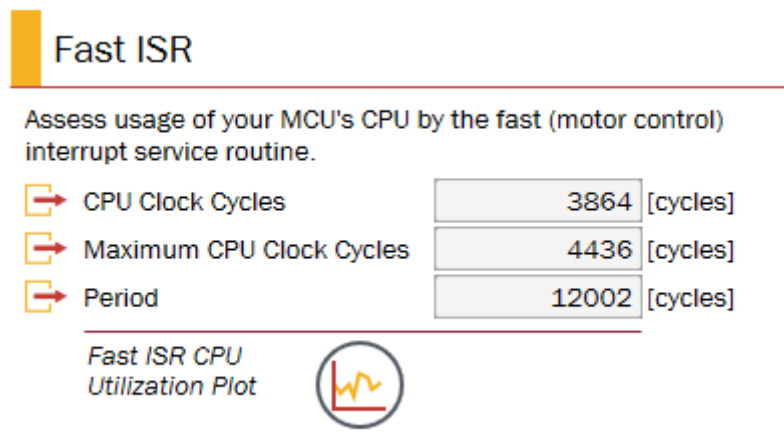 Fast ISR
Assess usage of your MCU's CPU by the fast (motor control)
interrupt service routine.
CPU Clock Cycles 3864 [cycles]
Maximum CPU Clock Cycles 4436 [cycles]
Period 12002 [cycles]
Fast ISR CPU
Utilization Plot